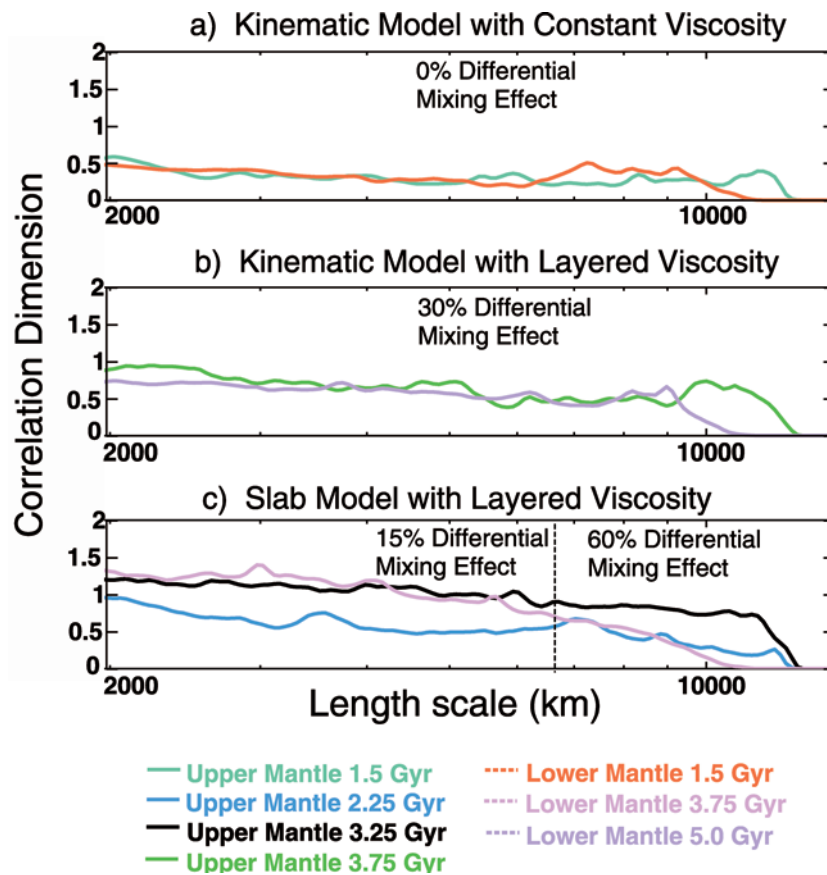 a) Kinematic Model with Constant Viscosity
2
1.5
1
0.5
0
0% Differential
Mixing Effect
2000
10000
b) Kinematic Model with Layered Viscosity
2
1.5
1
0.5
0
30% Differential
Mixing Effect
2000
10000
c) Slab Model with Layered Viscosity
2
1.5
1
0.5
0
15% Differential
Mixing Effect
60% Differential
Mixing Effect
2000
10000
Correlation Dimension
Length scale (km)
Upper Mantle 1.5 Gyr
Upper Mantle 2.25 Gyr
Upper Mantle 3.25 Gyr
Upper Mantle 3.75 Gyr
Lower Mantle 1.5 Gyr
Lower Mantle 3.75 Gyr
Lower Mantle 5.0 Gyr